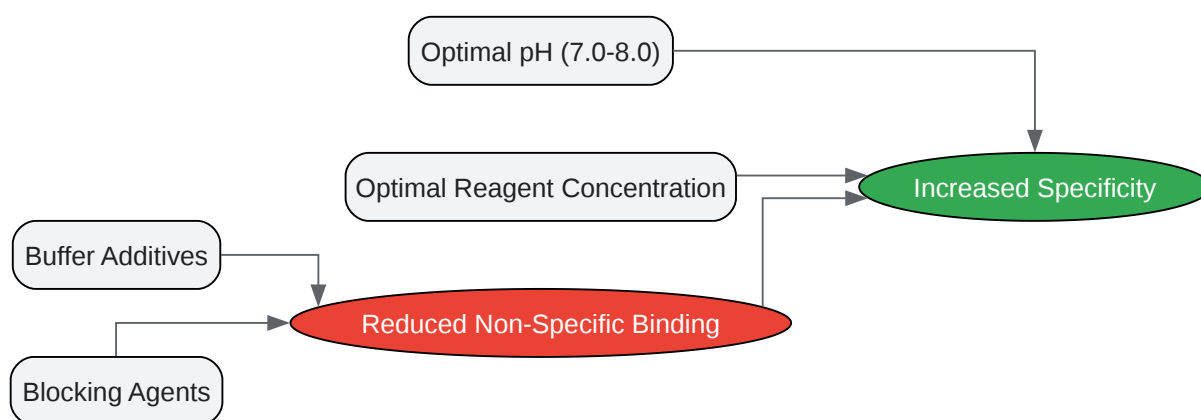 Optimal pH (7.0-8.0)
Optimal Reagent Concentration
Increased Specificity
Buffer Additives
Reduced Non-Specific Binding
Blocking Agents